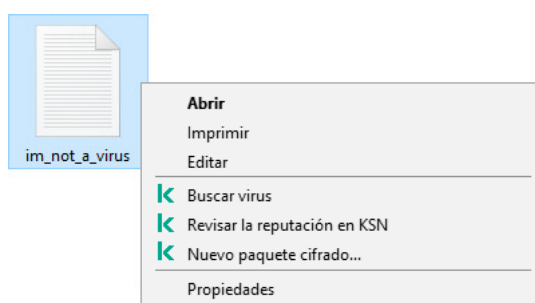 im_not_a_virus
Abrir
Imprimir
Editar
Buscar virus
Revisar la reputación en KSN
Nuevo paquete cifrado...
Propiedades